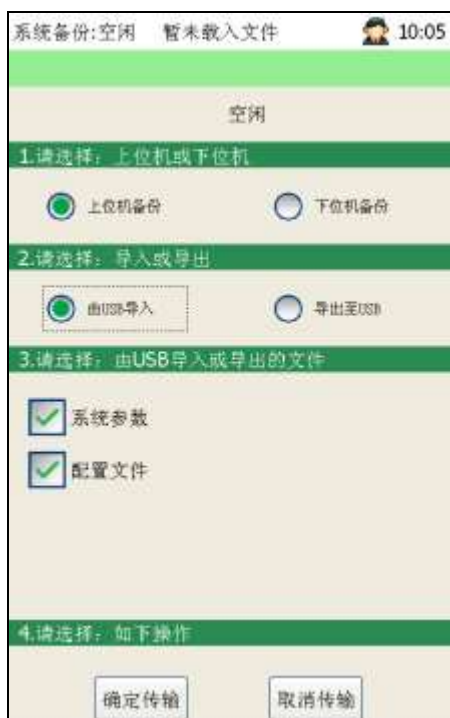 系统备份:空闲 暂未载入文件 10:05
空闲
1.请选择：上位机或下位机
上位机备份 下位机备份
2.请选择：导入或导出
由USB导入 导出至USB
3.请选择：由USB导入或导出的文件
系统参数
配置文件
4.请选择：如下操作
确定传输 取消传输